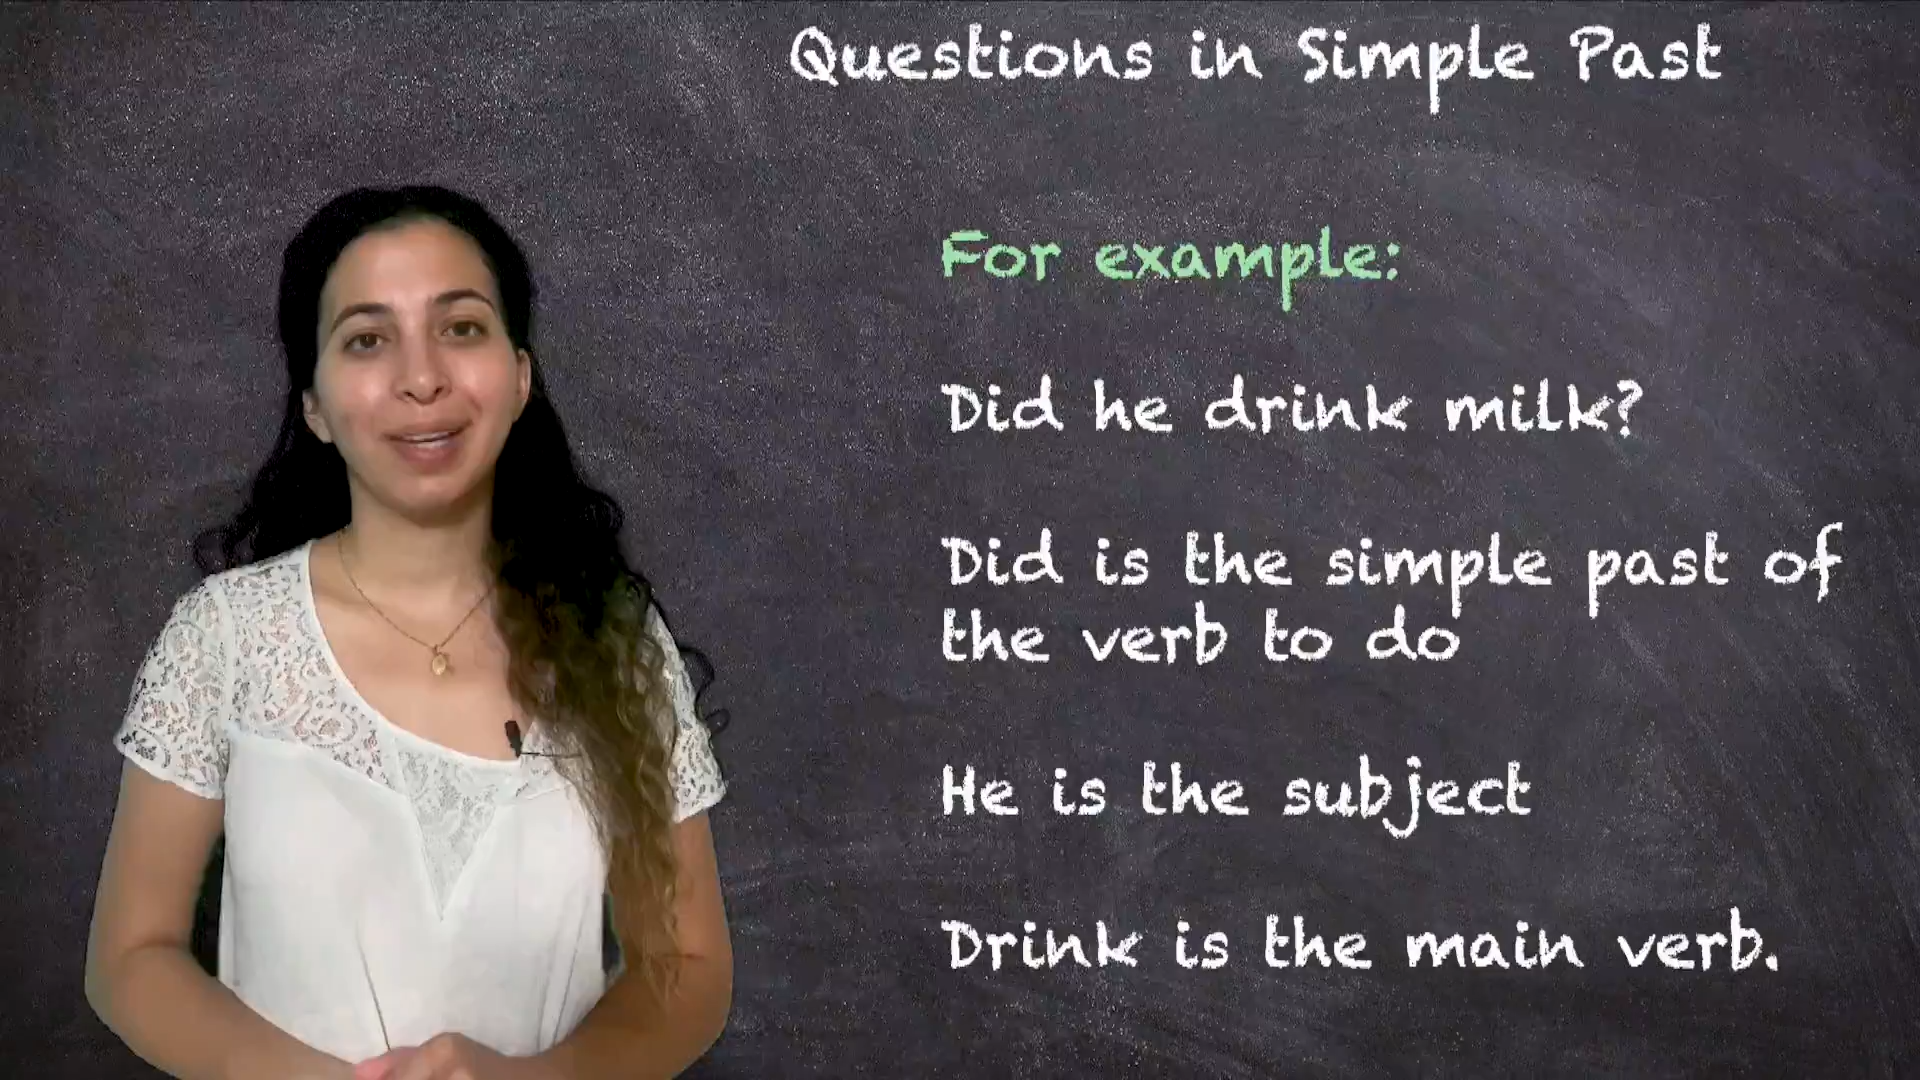 Questions in Simple Past
For example:
Did he drink milk?
Did is the simple past of
the verb to do
He is the subject
Drink is the main verb.